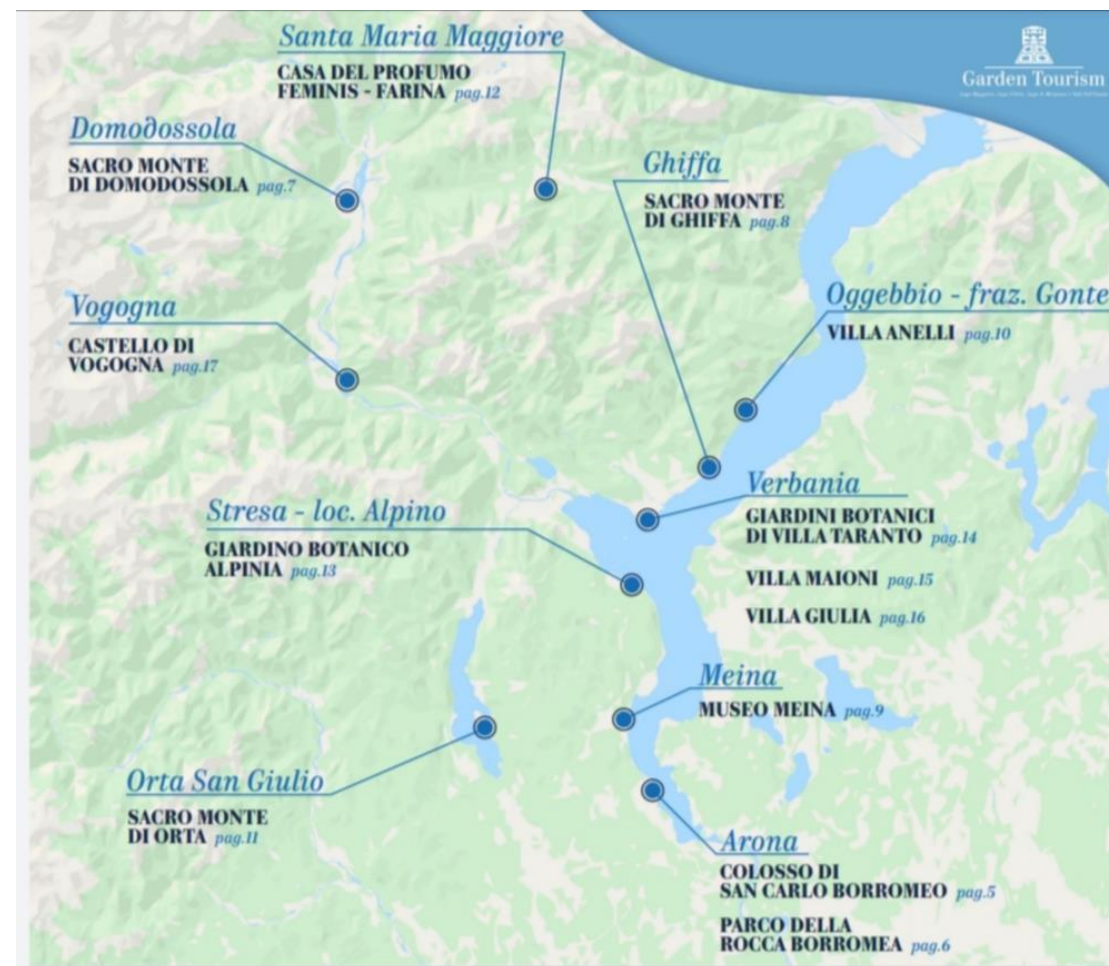 Santa Maria Maggiore
CASA DEL PROFUMO
FEMINIS - FARINA pag.12
Garden Tourism
Domodossola
SACRO MONTE
DI DOMODOSSOLA pag.7
Ghiffa
SACRO MONTE
DI GHIFFA pag.8
Vogogna
CASTELLO DI
VOGOGNA pag.17
Oggebbio - fraz. Gonte
VILLA ANELLI pag.10
Stresa - loc. Alpino
GIARDINO BOTANICO
ALPINIA pag.13
Verbania
GIARDINI BOTANICI
DI VILLA TARANTO pag.14
VILLA MAIONI pag.15
VILLA GIULIA pag.16
Meina
MUSEO MEINA pag.9
Orta San Giulio
SACRO MONTE
DI ORTA pag.11
Arona
COLOSSO DI
SAN CARLO BORROMEO pag.5
PARCO DELLA
ROCCA BORROMEA pag.6